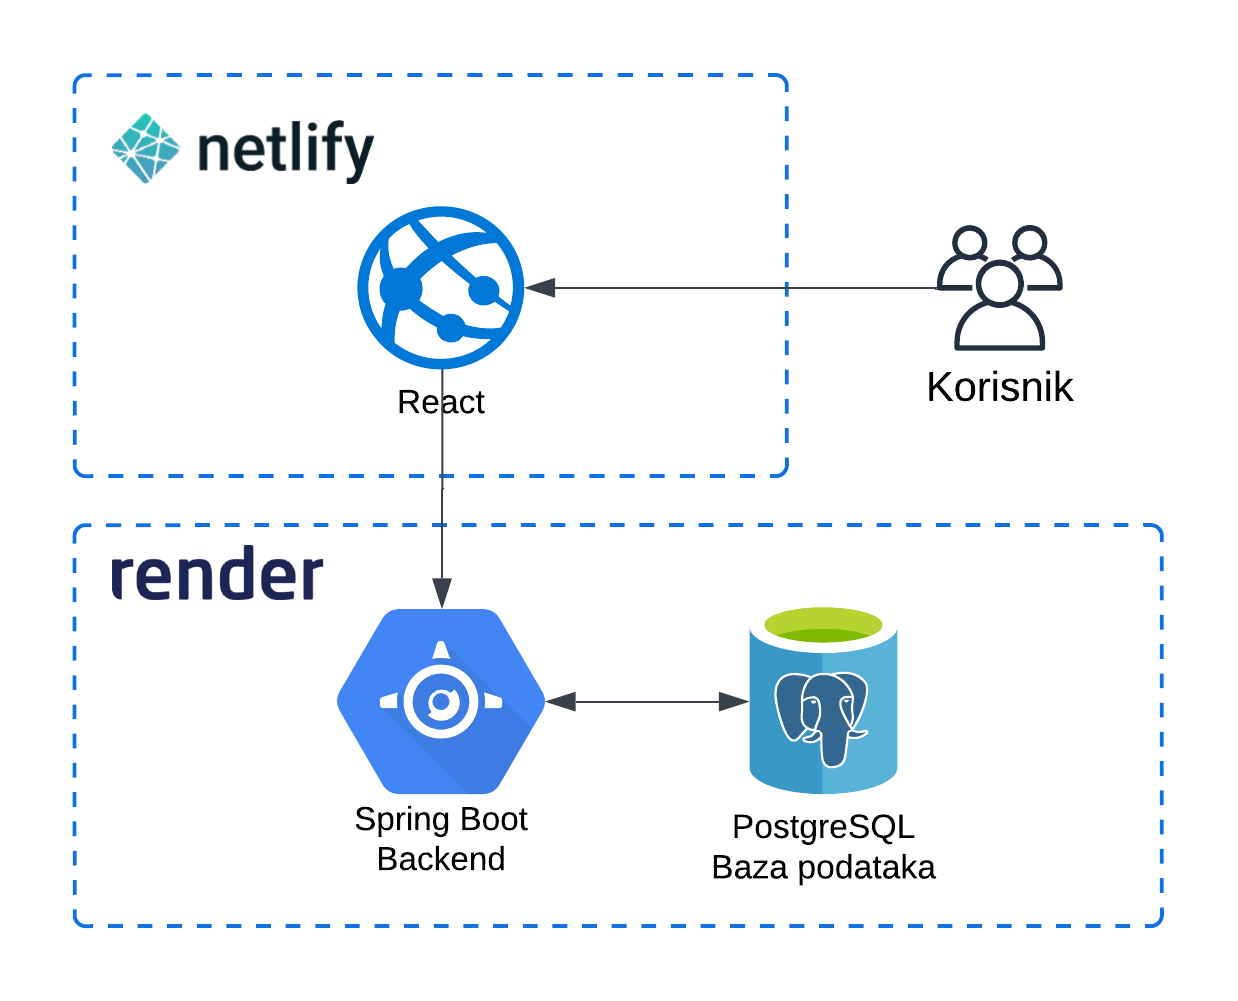 netlify
React
Korisnik
render
Spring Boot
Backend
PostgreSQL
Baza podataka